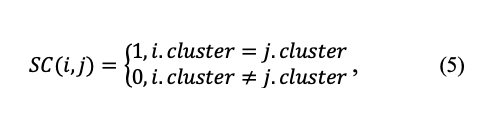 SC(i,j) = {1, i.cluster = j.cluster
{0, i.cluster ≠ j.cluster , (5)